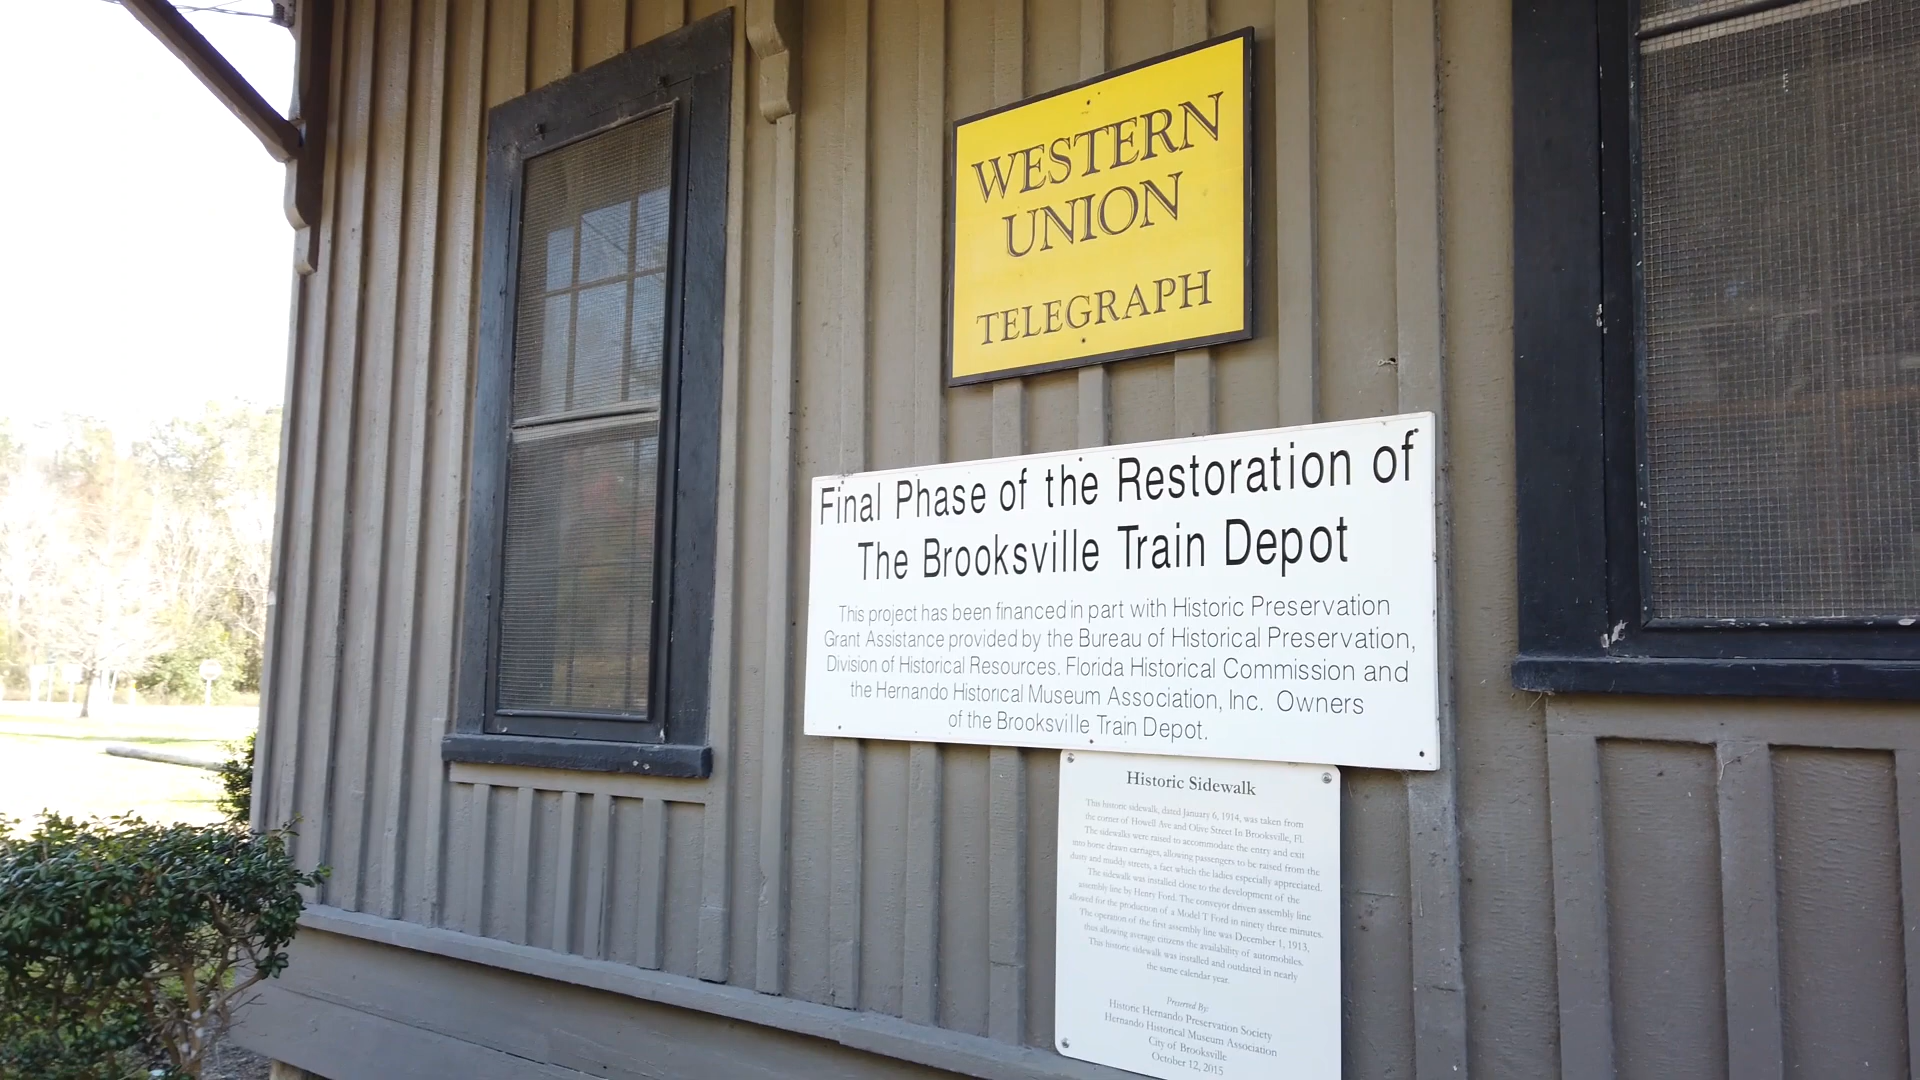 WESTERN
UNION
TELEGRAPH
Final Phase of the Restoration of
The Brooksville Train Depot
This project has been financed in part with Historic Preservation
Grant Assistance provided by the Bureau of Historical Preservation,
Division of Historical Resources. Florida Historical Commission and
the Hernando Historical Museum Association, Inc. Owners
of the Brooksville Train Depot.
Historic Sidewalk
This historic sidewalk, dated January 6, 1914, was taken from
the corner of Howell Ave and Olive Street In Brooksville, Fl.
The sidewalks were raised to accommodate the entry and exit
into horse drawn carriages, allowing passengers to be raised from the
dusty and muddy streets, a fact which the ladies especially appreciated.
The sidewalk was installed close to the development of the
assembly line by Henry Ford. The conveyor driven assembly line
allowed for the production of a Model T Ford in ninety three minutes.
The operation of the first assembly line was December 1, 1913,
thus allowing average citizens the availability of automobiles.
This historic sidewalk was installed and outdated in nearly
the same calendar year.
Preserved By:
Historic Hernando Preservation Society
Hernando Historical Museum Association
City of Brooksville
October 12, 2015